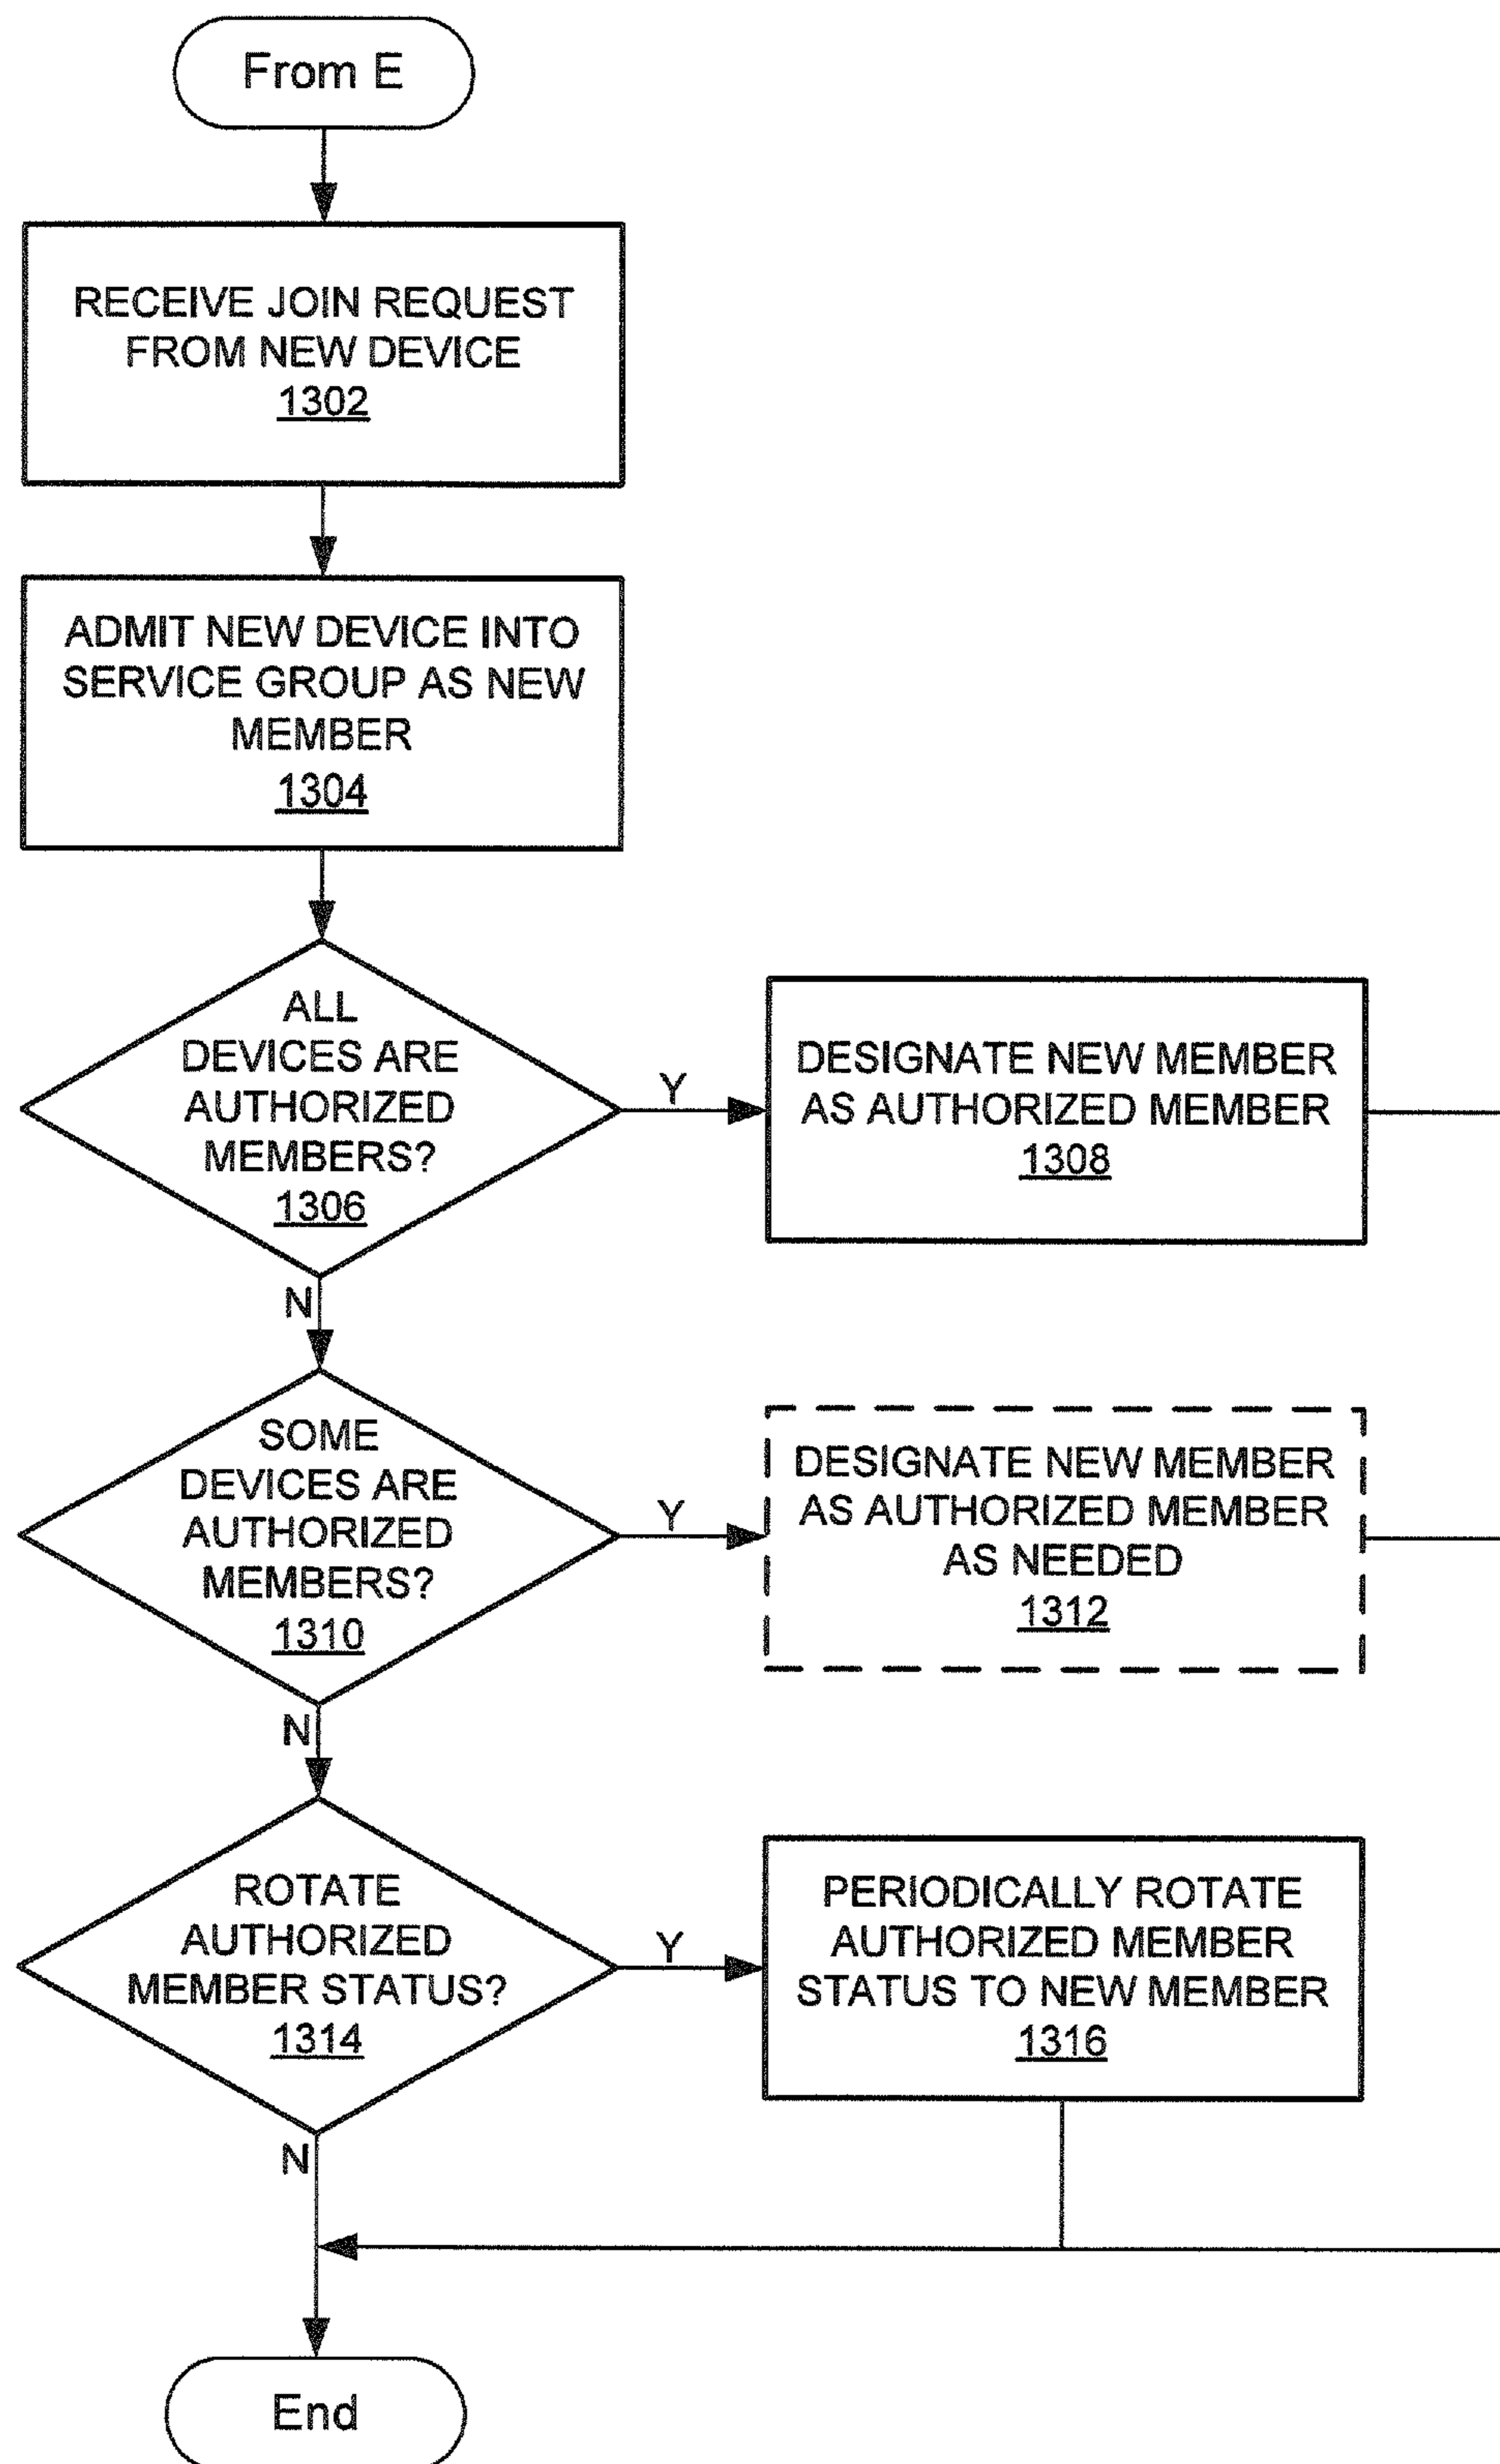 From E
RECEIVE JOIN REQUEST
FROM NEW DEVICE
1302
ADMIT NEW DEVICE INTO
SERVICE GROUP AS NEW
MEMBER
1304
ALL
DEVICES ARE
AUTHORIZED
MEMBERS?
1306
Y
DESIGNATE NEW MEMBER
AS AUTHORIZED MEMBER
1308
N
SOME
DEVICES ARE
AUTHORIZED
MEMBERS?
1310
Y
DESIGNATE NEW MEMBER
AS AUTHORIZED MEMBER
AS NEEDED
1312
N
ROTATE
AUTHORIZED
MEMBER STATUS?
1314
Y
PERIODICALLY ROTATE
AUTHORIZED MEMBER
STATUS TO NEW MEMBER
1316
N
End